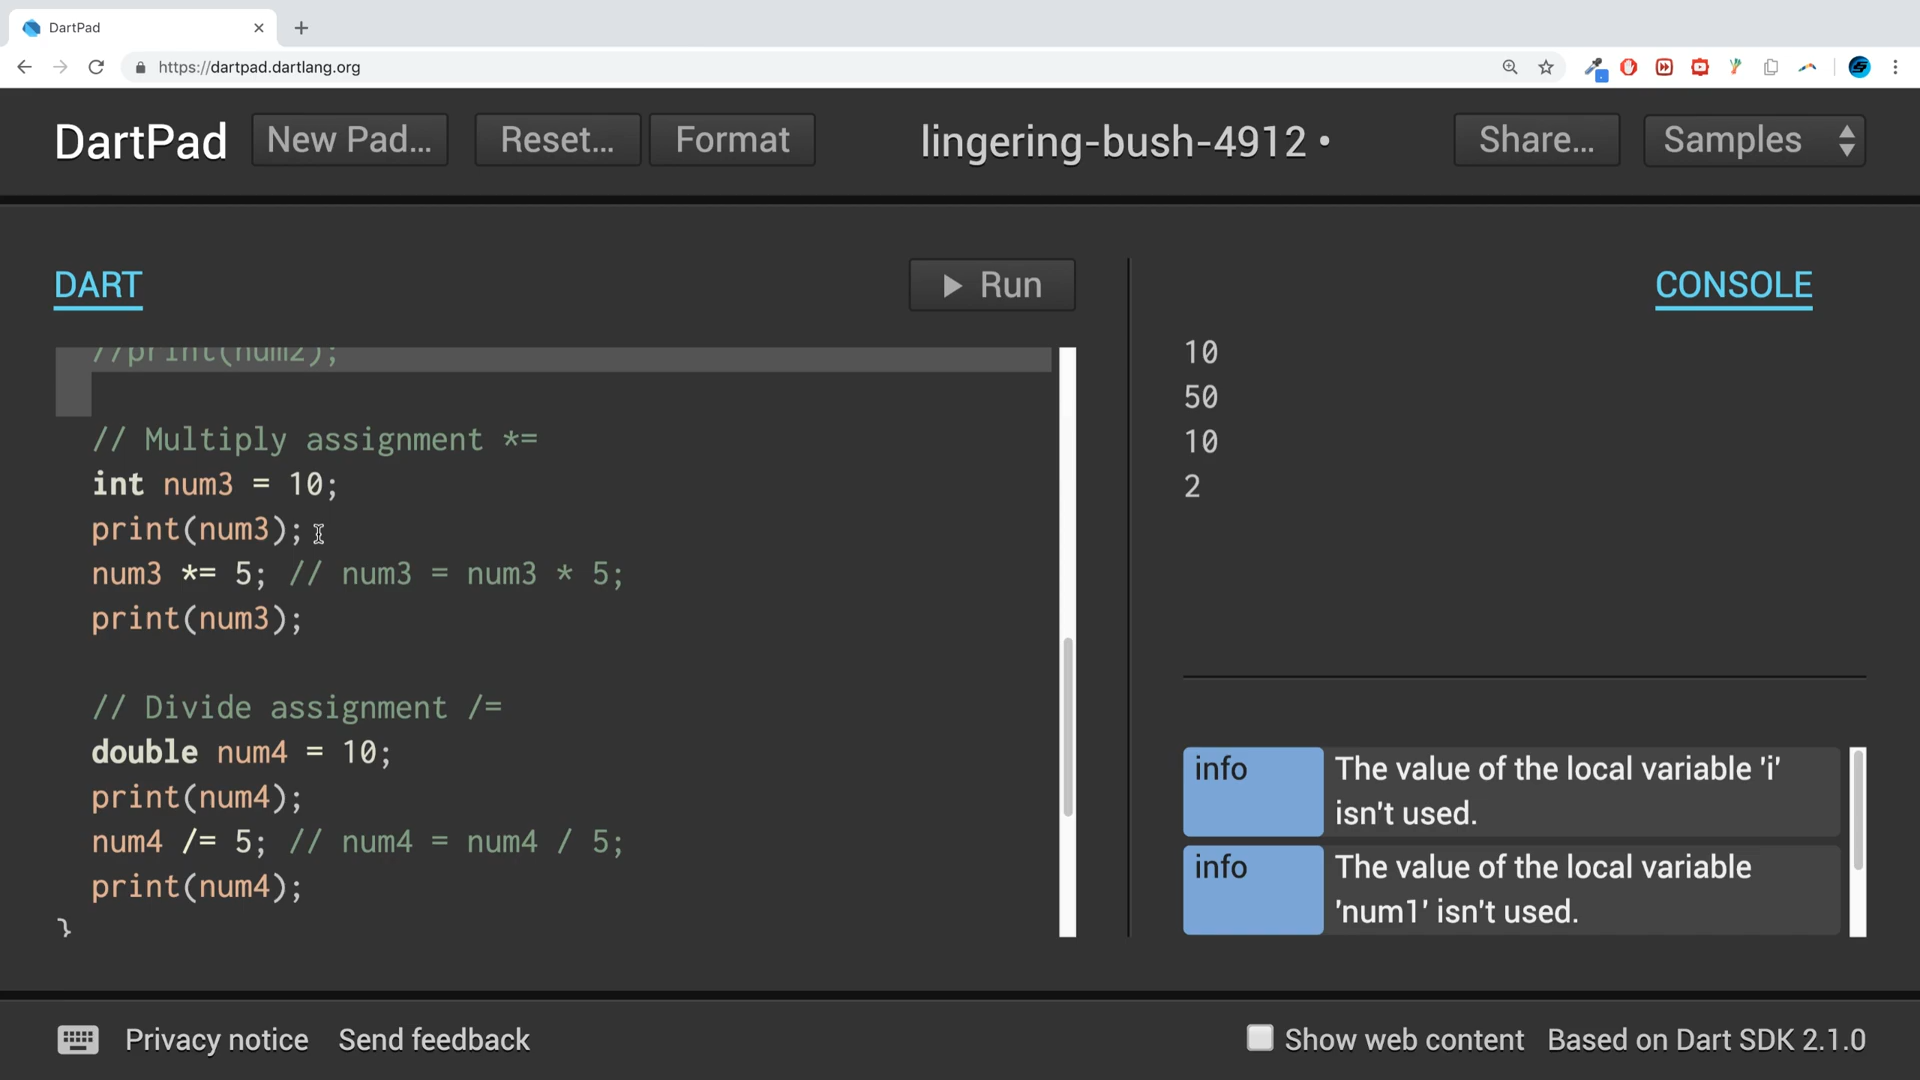 DartPad
https://dartpad.dartlang.org
DartPad New Pad... Reset... Format lingering-bush-4912 • Share... Samples
DART Run CONSOLE
//print(num2);
// Multiply assignment *=
int num3 = 10;
print(num3);
num3 *= 5; // num3 = num3 * 5;
print(num3);
// Divide assignment /=
double num4 = 10;
print(num4);
num4 /= 5; // num4 = num4 / 5;
print(num4);
}
10
50
10
2
info The value of the local variable 'i'
isn't used.
info The value of the local variable
'num1' isn't used.
Privacy notice Send feedback Show web content Based on Dart SDK 2.1.0